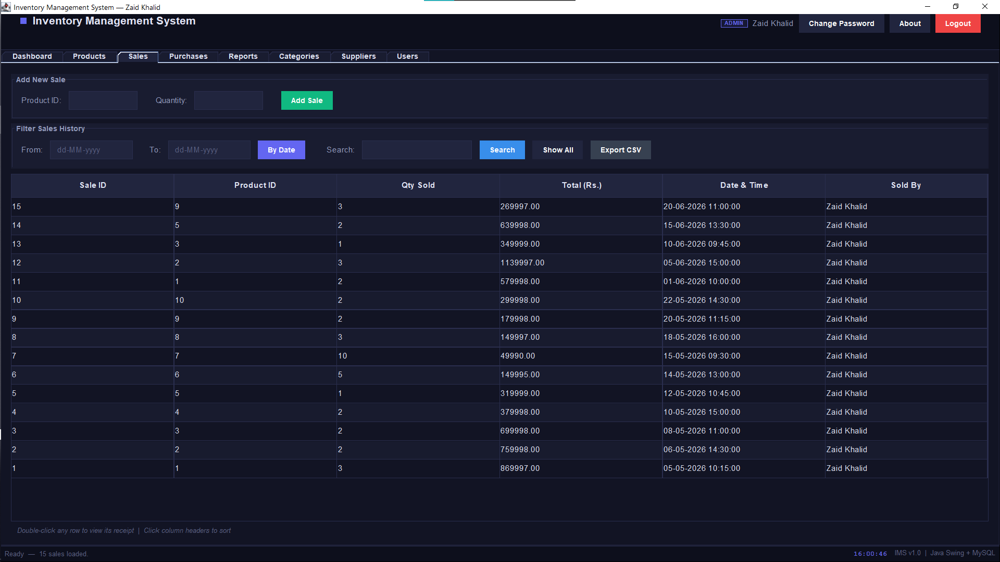 Inventory Management System — Zaid Khalid
Inventory Management System
ADMIN Zaid Khalid Change Password About Logout
Dashboard Products Sales Purchases Reports Categories Suppliers Users
Add New Sale
Product ID: Quantity: Add Sale
Filter Sales History
From: dd-MM-yyyy To: dd-MM-yyyy By Date Search: Search Show All Export CSV
Sale ID Product ID Qty Sold Total (Rs.) Date & Time Sold By
15 9 3 269997.00 20-06-2026 11:00:00 Zaid Khalid
14 5 2 639998.00 15-06-2026 13:30:00 Zaid Khalid
13 3 1 349999.00 10-06-2026 09:45:00 Zaid Khalid
12 2 3 1139997.00 05-06-2026 15:00:00 Zaid Khalid
11 1 2 579998.00 01-06-2026 10:00:00 Zaid Khalid
10 10 2 299998.00 22-05-2026 14:30:00 Zaid Khalid
9 9 2 179998.00 20-05-2026 11:15:00 Zaid Khalid
8 8 3 149997.00 18-05-2026 16:00:00 Zaid Khalid
7 7 10 49990.00 15-05-2026 09:30:00 Zaid Khalid
6 6 5 149995.00 14-05-2026 13:00:00 Zaid Khalid
5 5 1 319999.00 12-05-2026 10:45:00 Zaid Khalid
4 4 2 379998.00 10-05-2026 15:00:00 Zaid Khalid
3 3 2 699998.00 08-05-2026 11:00:00 Zaid Khalid
2 2 2 759998.00 06-05-2026 14:30:00 Zaid Khalid
1 1 3 869997.00 05-05-2026 10:15:00 Zaid Khalid
Double-click any row to view its receipt | Click column headers to sort
Ready — 15 sales loaded. 16:00:46 IMS v1.0 | Java Swing + MySQL